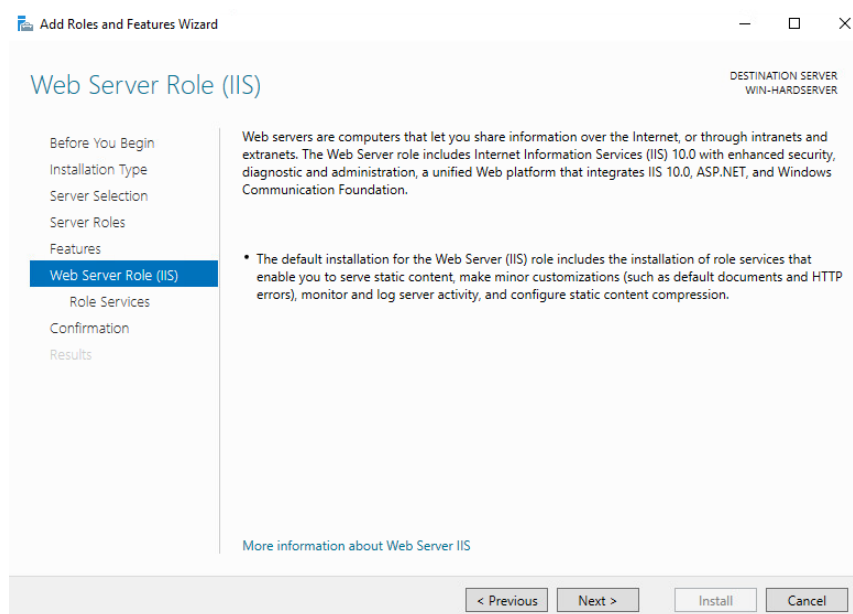 Add Roles and Features Wizard
Web Server Role (IIS)
DESTINATION SERVER
WIN-HARDSERVER
Before You Begin
Installation Type
Server Selection
Server Roles
Features
Web Server Role (IIS)
Role Services
Confirmation
Results
Web servers are computers that let you share information over the Internet, or through intranets and
extranets. The Web Server role includes Internet Information Services (IIS) 10.0 with enhanced security,
diagnostic and administration, a unified Web platform that integrates IIS 10.0, ASP.NET, and Windows
Communication Foundation.
• The default installation for the Web Server (IIS) role includes the installation of role services that
enable you to serve static content, make minor customizations (such as default documents and HTTP
errors), monitor and log server activity, and configure static content compression.
More information about Web Server IIS
< Previous
Next >
Install
Cancel